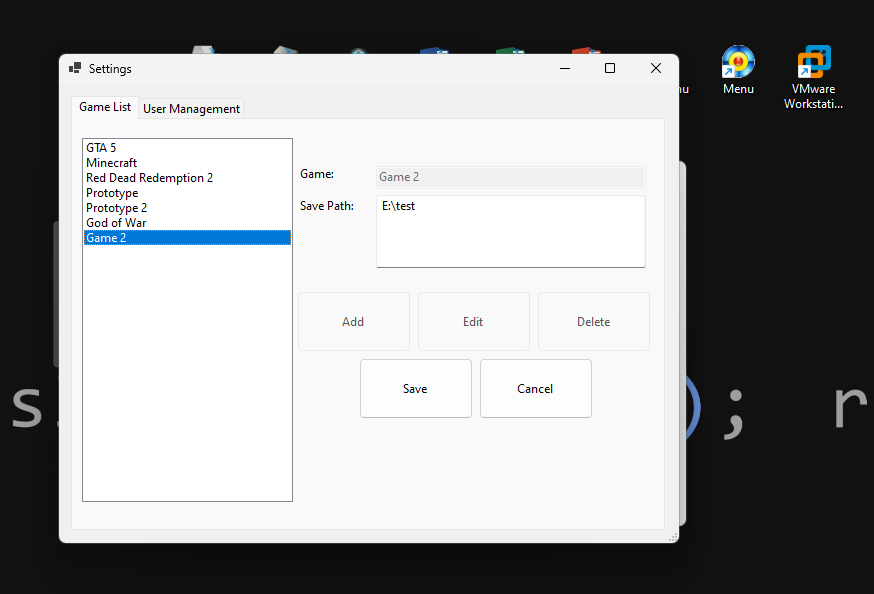 Settings
nu
Menu
VMware
Workstati...
Game List
User Management
GTA 5
Minecraft
Red Dead Redemption 2
Prototype
Prototype 2
God of War
Game 2
Game:
Game 2
Save Path:
E:\test
Add
Edit
Delete
Save
Cancel
s
); r